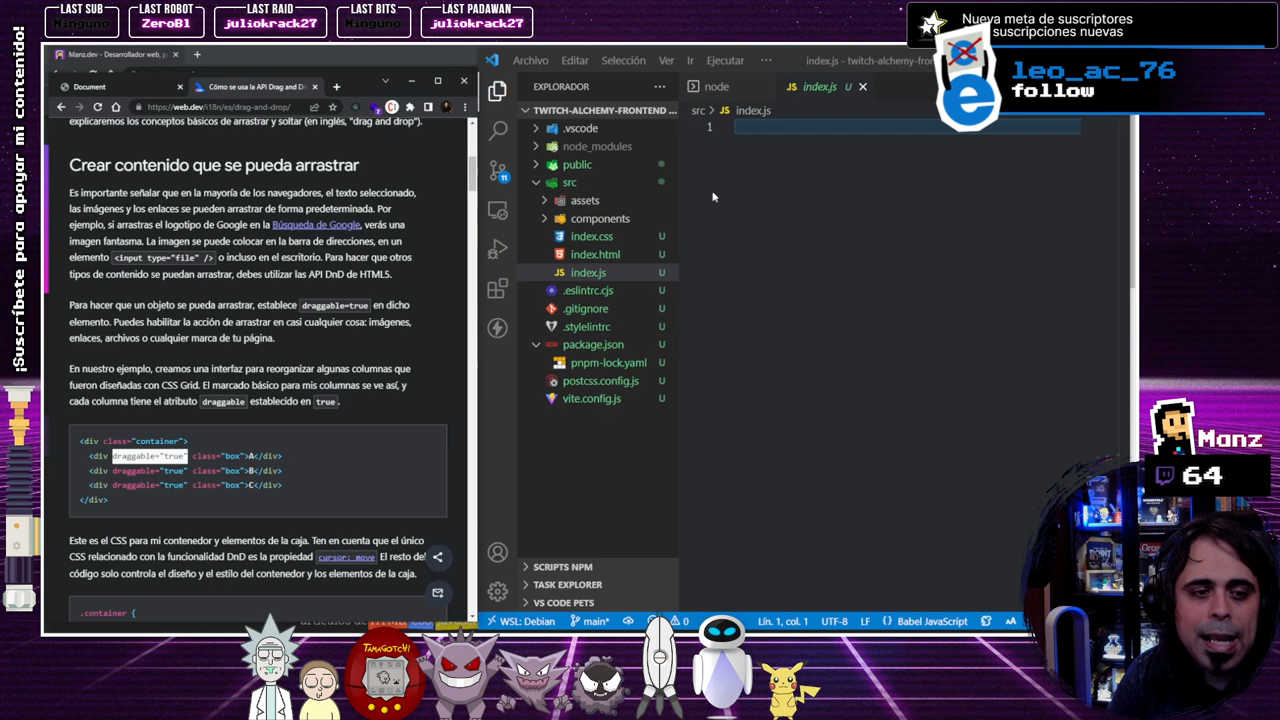 LAST SUB
Ninguno
LAST ROBOT
ZeroBl
LAST RAID
juliokrack27
LAST BITS
Ninguno
LAST PADAWAN
juliokrack27
Nueva meta de suscriptores
suscripciones nuevas
leo_ac_76
follow
¡Suscríbete para apoyar mi contenido!
Manz.dev - Desarrollador web, p
Document
Cómo se usa la API Drag and D
https://web.dev/i18n/es/drag-and-drop/
explicaremos los conceptos básicos de arrastrar y soltar (en inglés, "drag and drop").
Crear contenido que se pueda arrastrar
Es importante señalar que en la mayoría de los navegadores, el texto seleccionado,
las imágenes y los enlaces se pueden arrastrar de forma predeterminada. Por
ejemplo, si arrastras el logotipo de Google en la Búsqueda de Google, verás una
imagen fantasma. La imagen se puede colocar en la barra de direcciones, en un
elemento <input type="file" /> o incluso en el escritorio. Para hacer que otros
tipos de contenido se puedan arrastrar, debes utilizar las API DnD de HTML5.
Para hacer que un objeto se pueda arrastrar, establece draggable=true en dicho
elemento. Puedes habilitar la acción de arrastrar en casi cualquier cosa: imágenes,
enlaces, archivos o cualquier marca de tu página.
En nuestro ejemplo, creamos una interfaz para reorganizar algunas columnas que
fueron diseñadas con CSS Grid. El marcado básico para mis columnas se ve así, y
cada columna tiene el atributo draggable establecido en true.
<div class="container">
<div draggable="true" class="box">A</div>
<div draggable="true" class="box">B</div>
<div draggable="true" class="box">C</div>
</div>
Este es el CSS para mi contenedor y elementos de la caja. Ten en cuenta que el único
CSS relacionado con la funcionalidad DnD es la propiedad cursor: move El resto del
código solo controla el diseño y el estilo del contenedor y los elementos de la caja.
.container {
Archivo Editar Selección Ver Ir Ejecutar ···
index.js - twitch-alchemy-fron
EXPLORADOR ···
TWITCH-ALCHEMY-FRONTEND ...
.vscode
node_modules
public
src
assets
components
index.css U
index.html U
index.js U
.eslintrc.cjs U
.gitignore U
.stylelintrc U
package.json U
pnpm-lock.yaml U
postcss.config.js U
vite.config.js U
SCRIPTS NPM
TASK EXPLORER
VS CODE PETS
11
node
index.js U
src > JS index.js
1
WSL: Debian
main*
0
Lín. 1, col. 1
UTF-8
LF
{} Babel JavaScript
Manz
64
TAMAGOTCHI